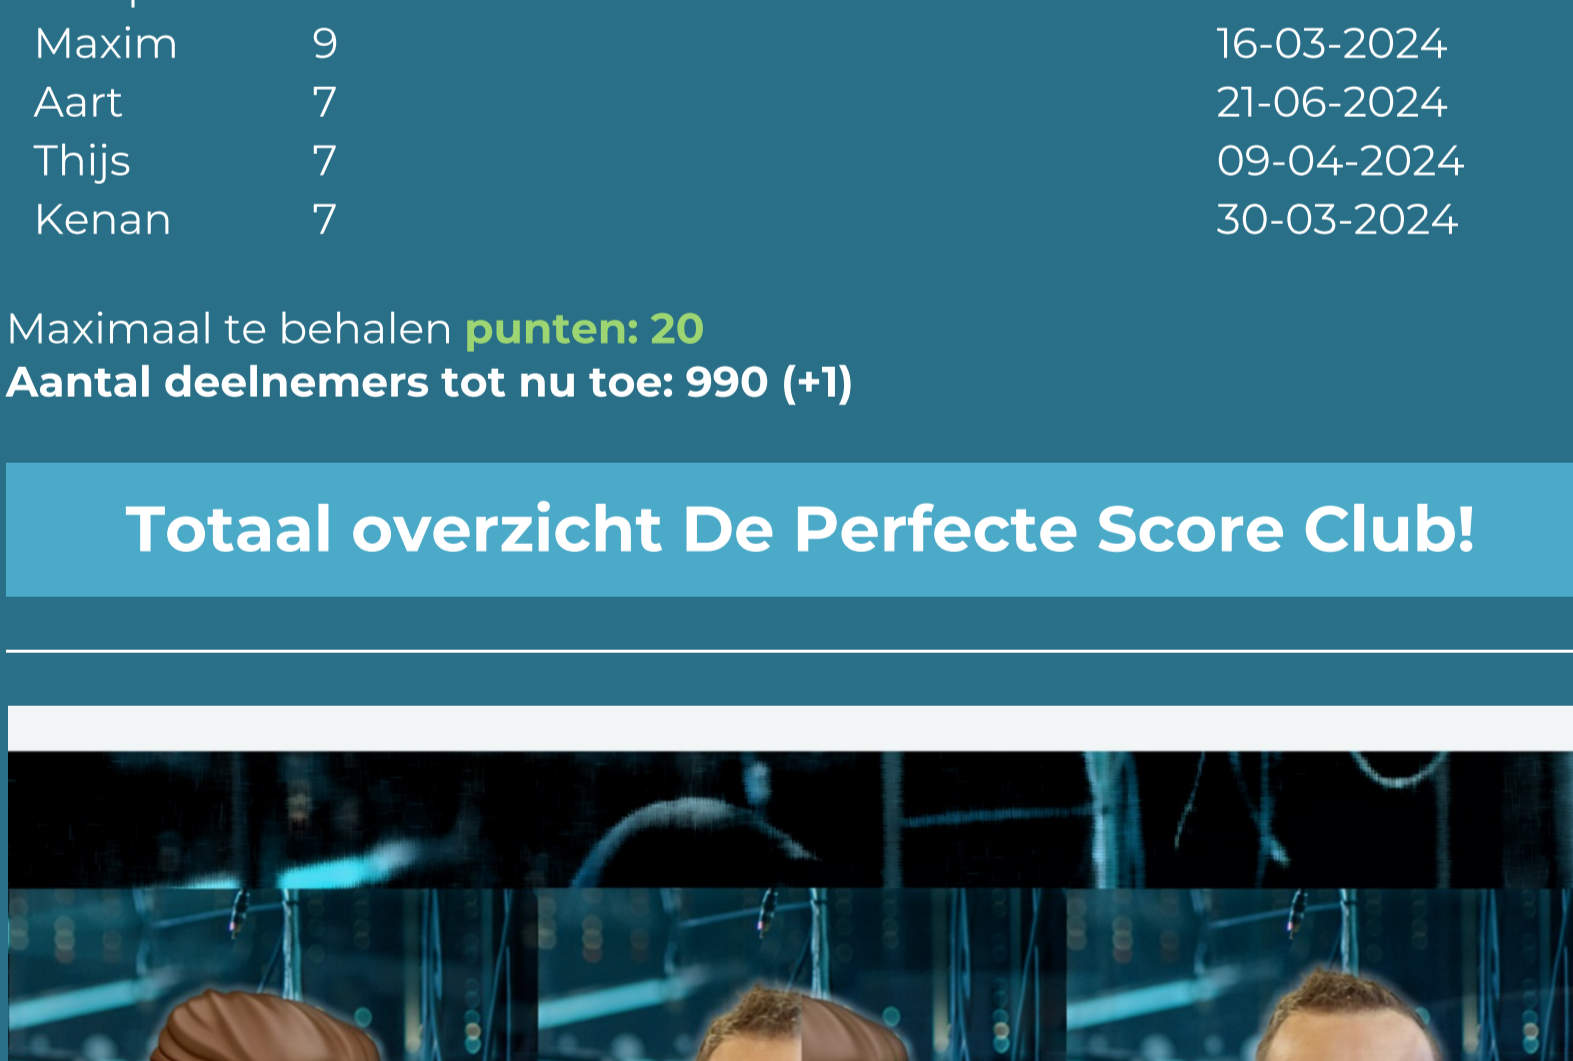 Maxim 9 16-03-2024
Aart 7 21-06-2024
Thijs 7 09-04-2024
Kenan 7 30-03-2024
Maximaal te behalen punten: 20
Aantal deelnemers tot nu toe: 990 (+1)
Totaal overzicht De Perfecte Score Club!